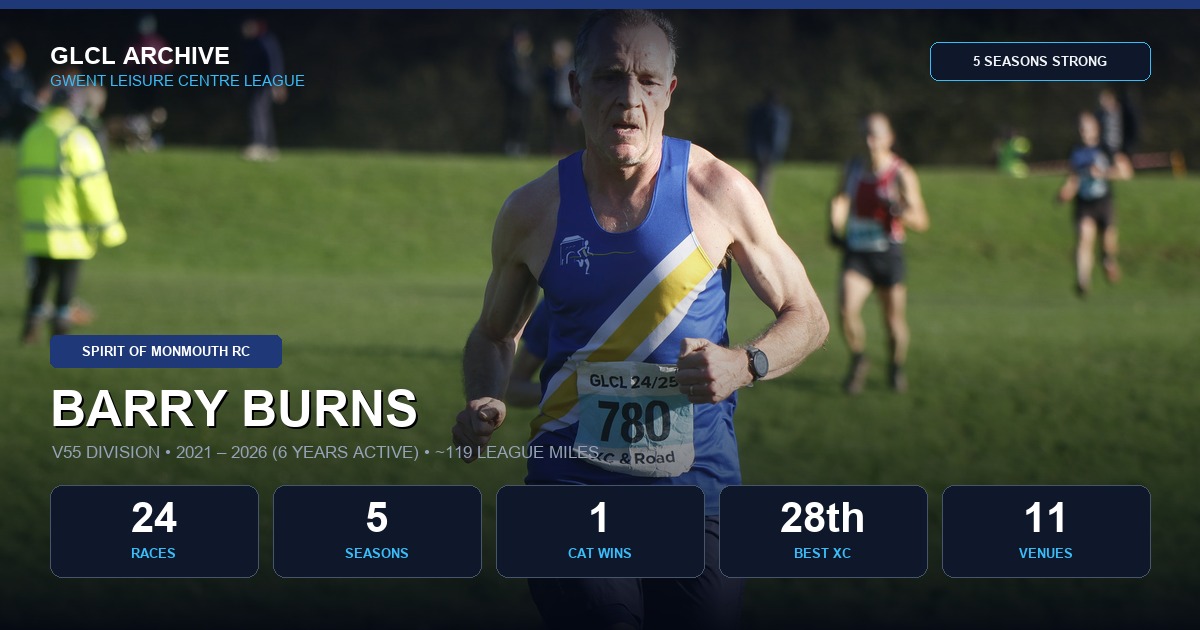 GLCL ARCHIVE
GWENT LEISURE CENTRE LEAGUE
5 SEASONS STRONG
SPIRIT OF MONMOUTH RC
BARRY BURNS
V55 DIVISION • 2021 – 2026 (6 YEARS ACTIVE) • ~119 LEAGUE MILES
GLCL 24/25
780
XC & Road
24
RACES
5
SEASONS
1
CAT WINS
28th
BEST XC
11
VENUES